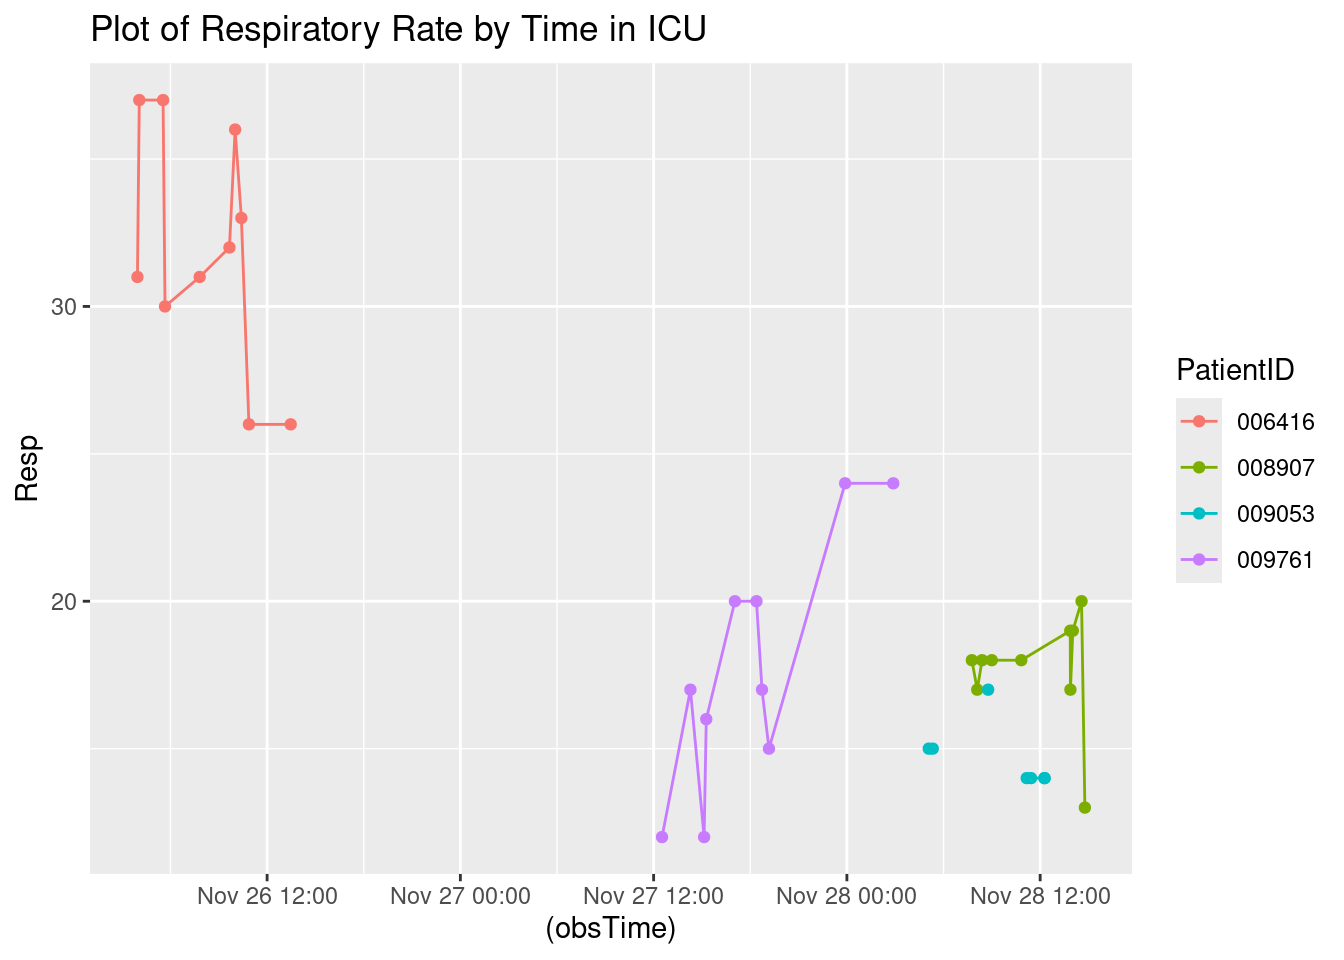 Plot of Respiratory Rate by Time in ICU
Resp
30
20
Nov 26 12:00
Nov 27 00:00
Nov 27 12:00
Nov 28 00:00
Nov 28 12:00
(obsTime)
PatientID
006416
008907
009053
009761